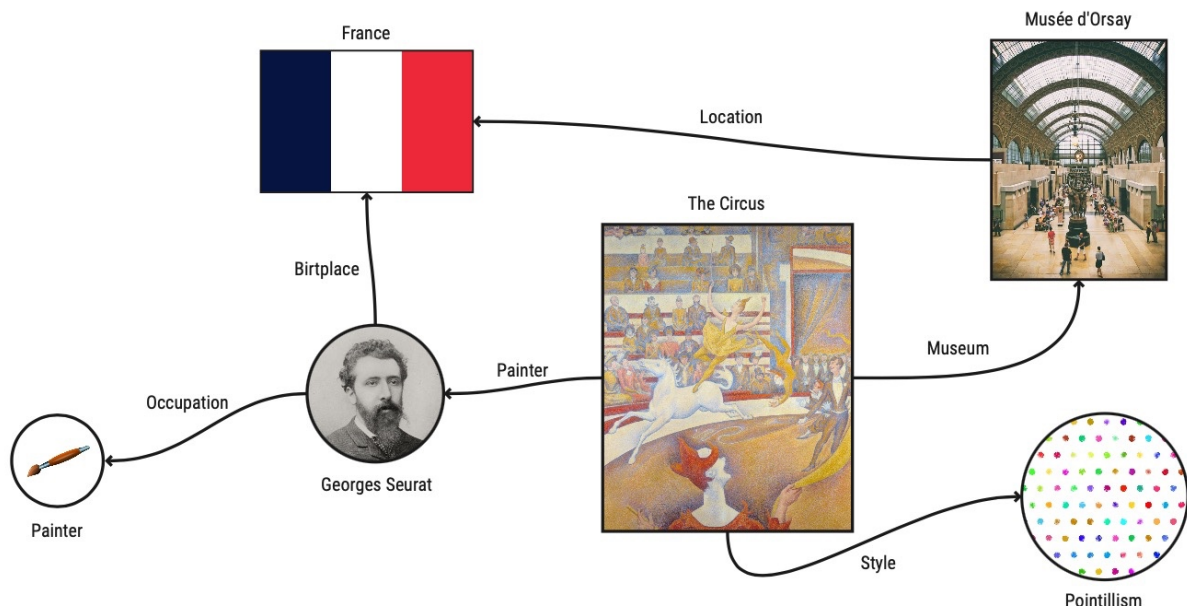 Musée d'Orsay
France
Location
The Circus
Birtplace
Museum
Painter
Occupation
Georges Seurat
Painter
Style
Pointillism